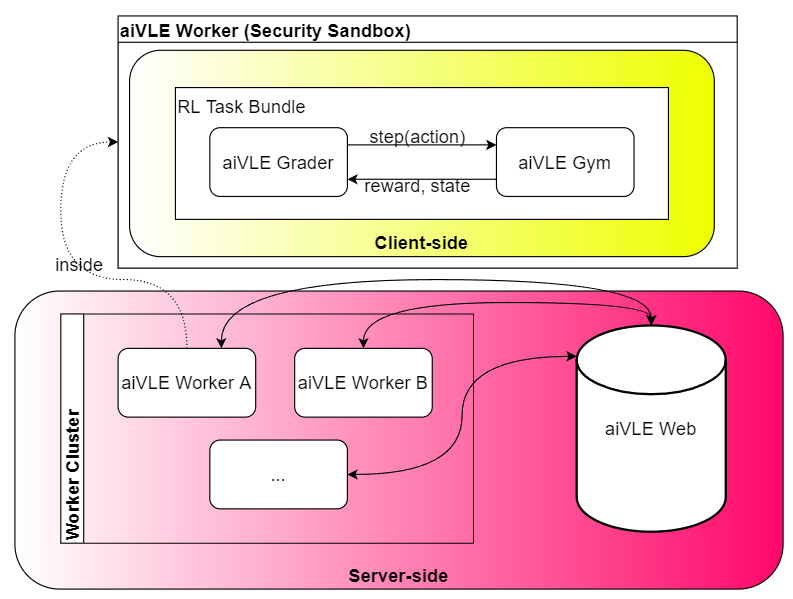 aiVLE Worker (Security Sandbox)
RL Task Bundle
aiVLE Grader
step(action)
aiVLE Gym
reward, state
Client-side
inside
Worker Cluster
aiVLE Worker A
aiVLE Worker B
aiVLE Web
...
Server-side